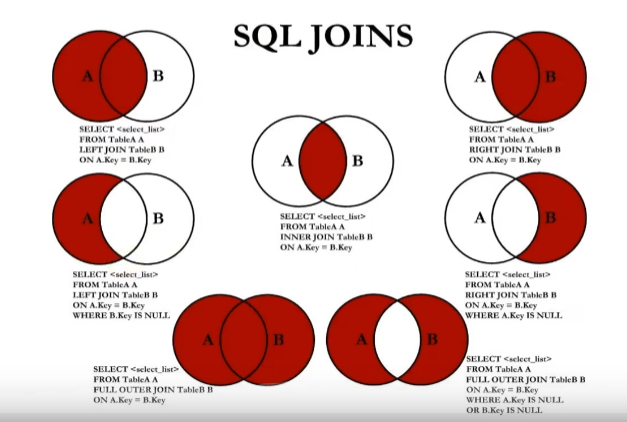 SQL JOINS
A B
SELECT <select_list>
FROM TableA A
LEFT JOIN TableB B
ON A.Key = B.Key
A B
SELECT <select_list>
FROM TableA A
RIGHT JOIN TableB B
ON A.Key = B.Key
A B
SELECT <select_list>
FROM TableA A
INNER JOIN TableB B
ON A.Key = B.Key
A B
SELECT <select_list>
FROM TableA A
LEFT JOIN TableB B
ON A.Key = B.Key
WHERE B.Key IS NULL
A B
SELECT <select_list>
FROM TableA A
RIGHT JOIN TableB B
ON A.Key = B.Key
WHERE A.Key IS NULL
A B
SELECT <select_list>
FROM TableA A
FULL OUTER JOIN TableB B
ON A.Key = B.Key
A B
SELECT <select_list>
FROM TableA A
FULL OUTER JOIN TableB B
ON A.Key = B.Key
WHERE A.Key IS NULL
OR B.Key IS NULL